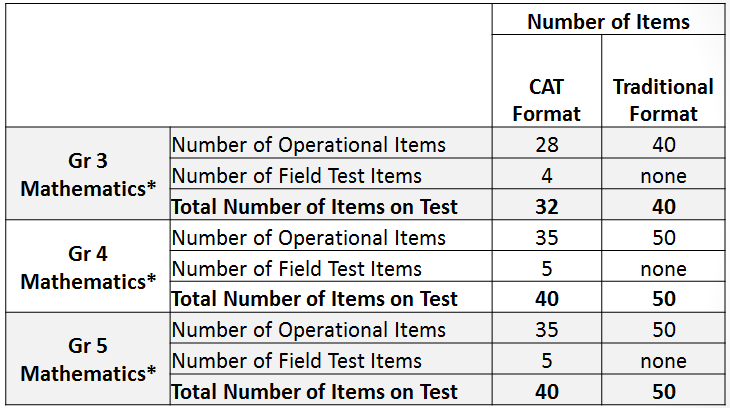 Number of Items
CAT Format
Traditional Format
Gr 3 Mathematics*
Number of Operational Items 28 40
Number of Field Test Items 4 none
Total Number of Items on Test 32 40
Gr 4 Mathematics*
Number of Operational Items 35 50
Number of Field Test Items 5 none
Total Number of Items on Test 40 50
Gr 5 Mathematics*
Number of Operational Items 35 50
Number of Field Test Items 5 none
Total Number of Items on Test 40 50